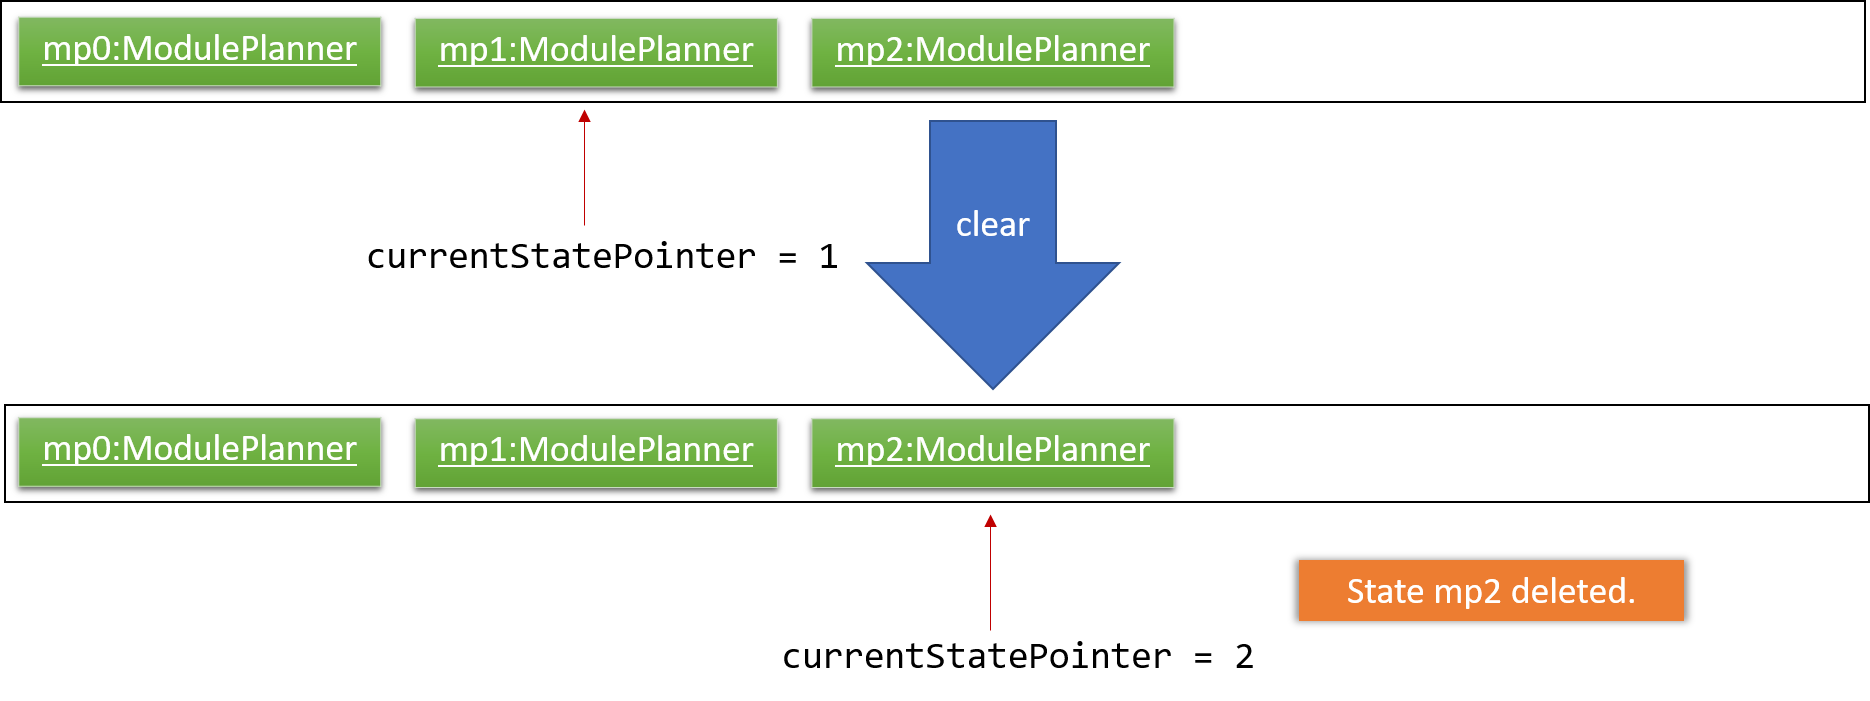 mp0:ModulePlanner mp1:ModulePlanner mp2:ModulePlanner
clear
currentStatePointer = 1
mp0:ModulePlanner mp1:ModulePlanner mp2:ModulePlanner
State mp2 deleted.
currentStatePointer = 2